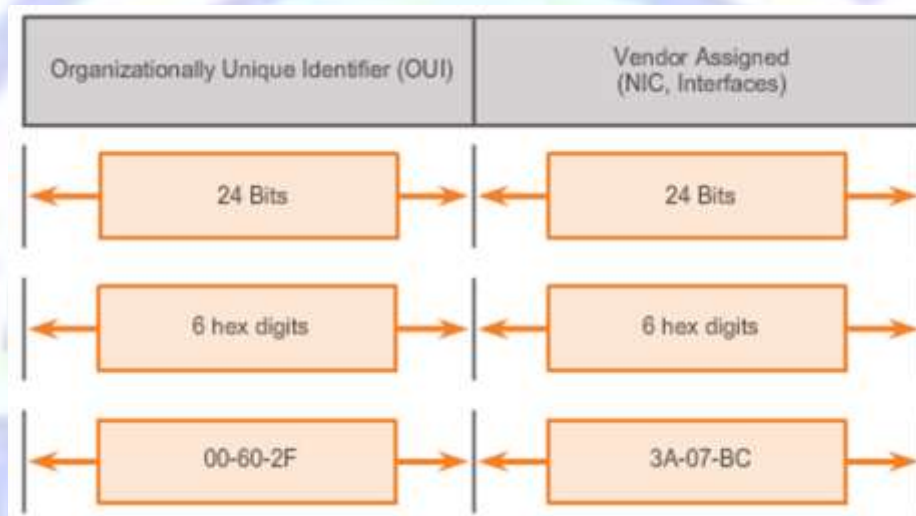 Organizationally Unique Identifier (OUI)
Vendor Assigned
(NIC, Interfaces)
24 Bits
24 Bits
6 hex digits
6 hex digits
00-60-2F
3A-07-BC